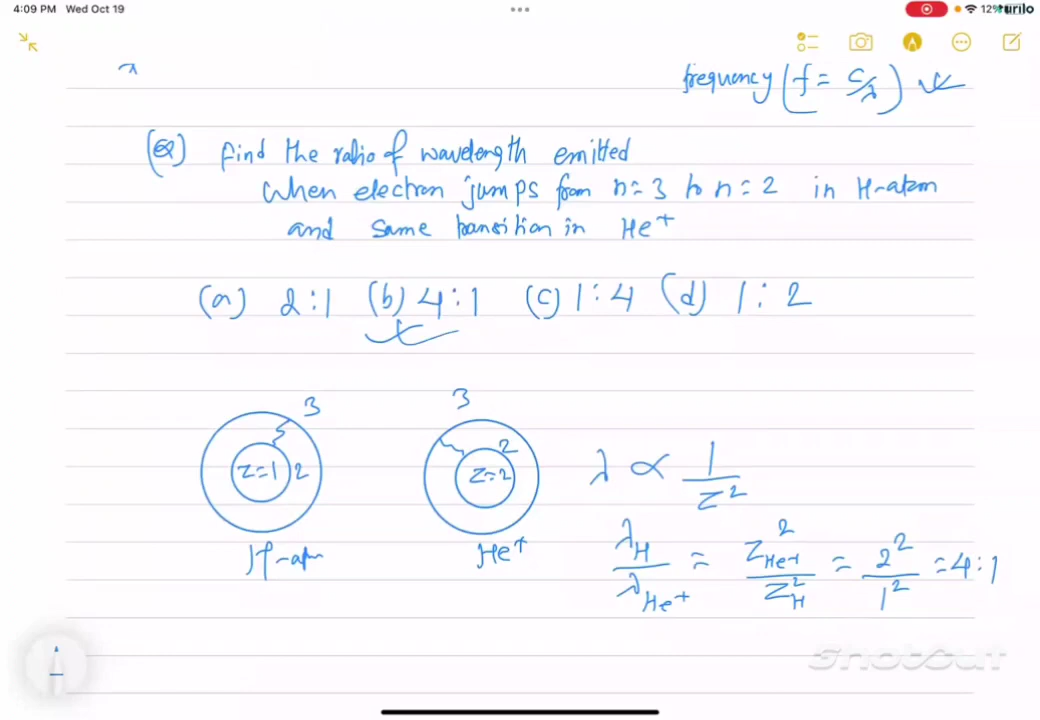 4:09 PM Wed Oct 19
12%
frequency (f = c/λ)
(Q) find the ratio of wavelength emitted
When electron jumps from n=3 to n=2 in H-atom
and same transition in He+
(a) 2:1 (b) 4:1 (c) 1:4 (d) 1:2
3 3
Z=1 2 Z=2 2 λ ∝ 1/Z²
H-atm He+ λH/λHe+ = Z²He+/Z²H = 2²/1² = 4:1
ShotCut